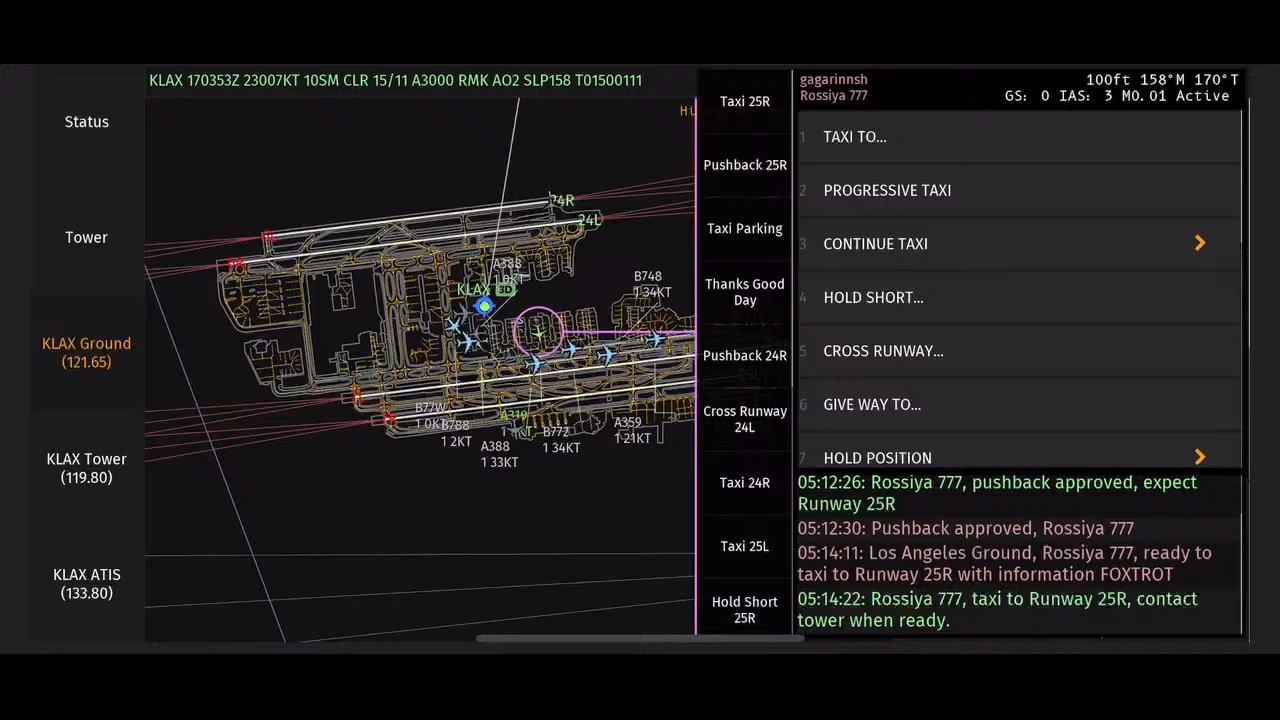 KLAX 170353Z 23007KT 10SM CLR 15/11 A3000 RMK AO2 SLP158 T01500111
Status
Tower
KLAX Ground
(121.65)
KLAX Tower
(119.80)
KLAX ATIS
(133.80)
24R
24L
A388
KLAX
3D
B748
1 34KT
B77W
B788
1 2KT
A388
1 33KT
A319
B772
1 34KT
A359
1 21KT
Taxi 25R
Pushback 25R
Taxi Parking
Thanks Good
Day
Pushback 24R
Cross Runway
24L
Taxi 24R
Taxi 25L
Hold Short
25R
gagarinnsh
Rossiya 777
100ft 158°M 170°T
GS: 0 IAS: 3 M0.01 Active
1 TAXI TO...
2 PROGRESSIVE TAXI
3 CONTINUE TAXI
4 HOLD SHORT...
5 CROSS RUNWAY...
6 GIVE WAY TO...
7 HOLD POSITION
05:12:26: Rossiya 777, pushback approved, expect
Runway 25R
05:12:30: Pushback approved, Rossiya 777
05:14:11: Los Angeles Ground, Rossiya 777, ready to
taxi to Runway 25R with information FOXTROT
05:14:22: Rossiya 777, taxi to Runway 25R, contact
tower when ready.